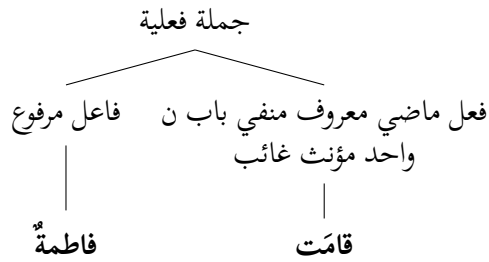 جملة فعلية
فعل ماضي معروف منفي باب ن
واحد مؤنث غائب
فاعل مرفوع
قامَت
فاطمةٌ